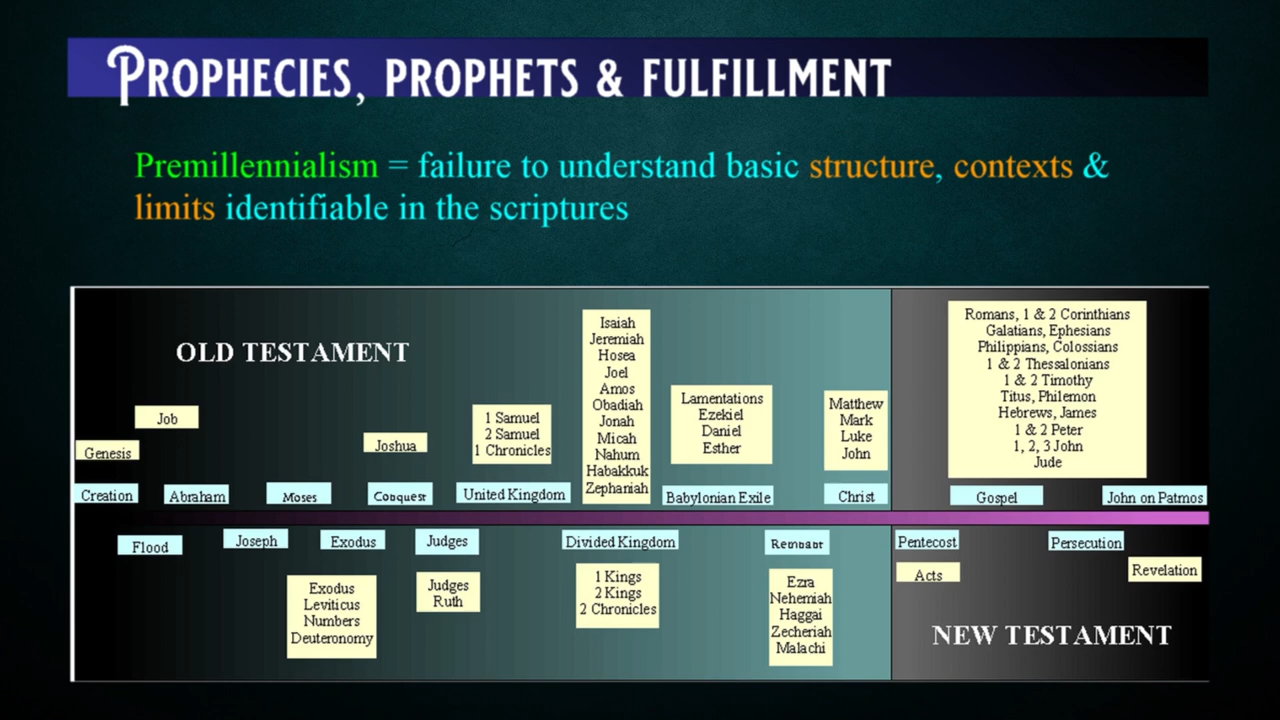 PROPHECIES, PROPHETS & FULFILLMENT
Premillennialism = failure to understand basic structure, contexts &
limits identifiable in the scriptures
OLD TESTAMENT
Genesis
Job
Joshua
1 Samuel
2 Samuel
1 Chronicles
Isaiah
Jeremiah
Hosea
Joel
Amos
Obadiah
Jonah
Micah
Nahum
Habakkuk
Zephaniah
Lamentations
Ezekiel
Daniel
Esther
Matthew
Mark
Luke
John
Romans, 1 & 2 Corinthians
Galatians, Ephesians
Philippians, Colossians
1 & 2 Thessalonians
1 & 2 Timothy
Titus, Philemon
Hebrews, James
1 & 2 Peter
1, 2, 3 John
Jude
Creation
Abraham
Moses
Conquest
United Kingdom
Babylonian Exile
Christ
Gospel
John on Patmos
Flood
Joseph
Exodus
Judges
Divided Kingdom
Remnant
Pentecost
Persecution
Exodus
Leviticus
Numbers
Deuteronomy
Judges
Ruth
1 Kings
2 Kings
2 Chronicles
Ezra
Nehemiah
Haggai
Zecheriah
Malachi
Acts
Revelation
NEW TESTAMENT